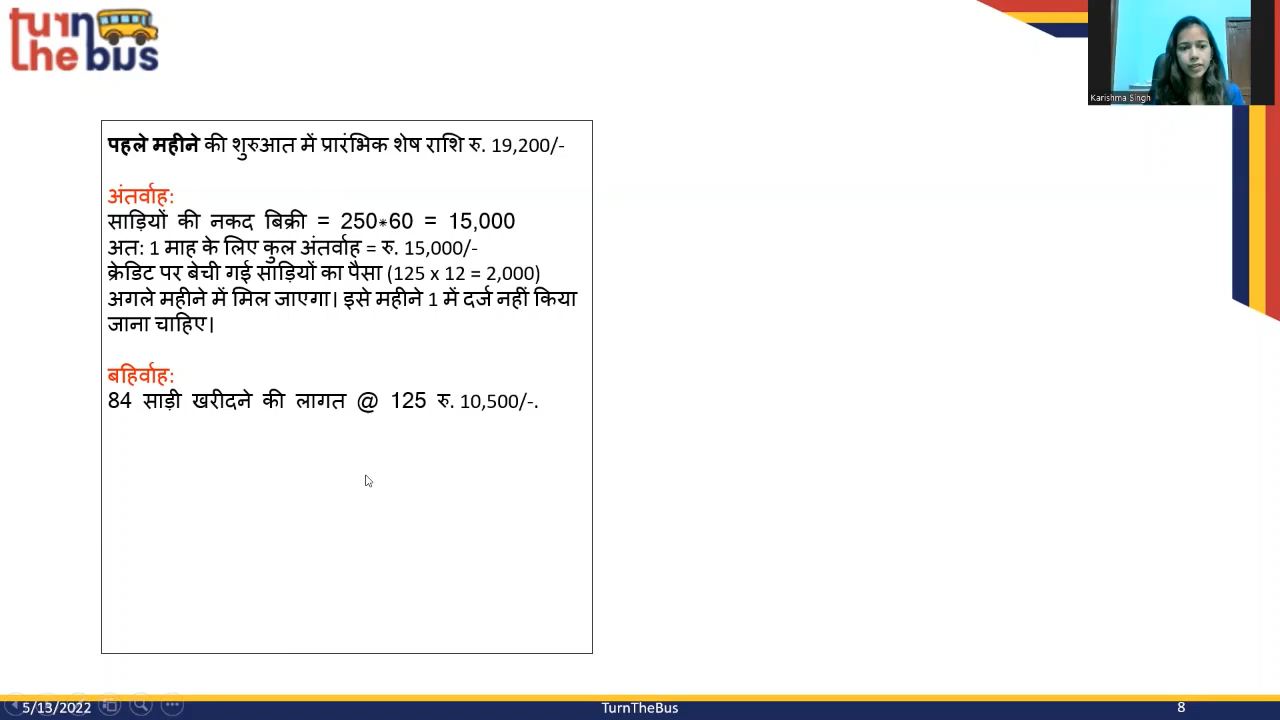 turn
the bus
Karishma Singh
पहले महीने की शुरुआत में प्रारंभिक शेष राशि रु. 19,200/-
अंतर्वाह:
साड़ियों की नकद बिक्री = 250*60 = 15,000
अत: 1 माह के लिए कुल अंतर्वाह = रु. 15,000/-
क्रेडिट पर बेची गई साड़ियों का पैसा (125 x 12 = 2,000)
अगले महीने में मिल जाएगा। इसे महीने 1 में दर्ज नहीं किया
जाना चाहिए।
बहिर्वाह:
84 साड़ी खरीदने की लागत @ 125 रु. 10,500/-.
5/13/2022
TurnTheBus
8